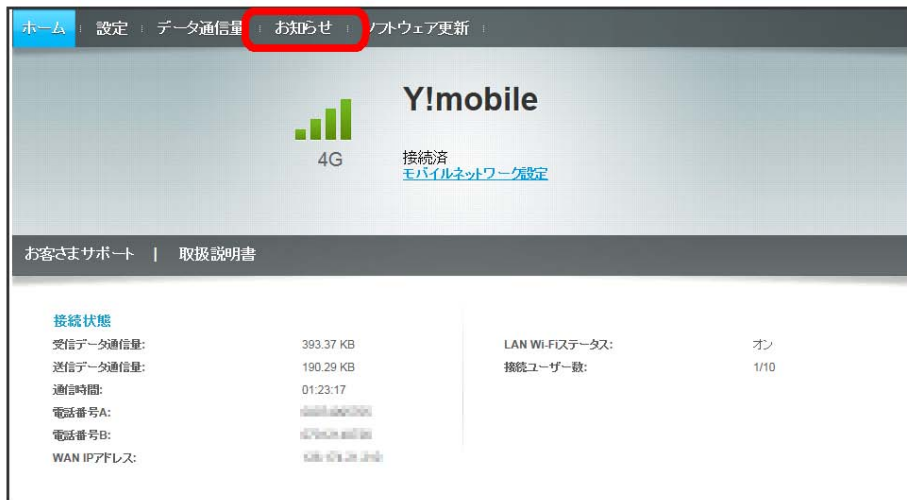 ホーム 設定 データ通信量 お知らせ ソフトウェア更新
Y!mobile
4G
接続済
モバイルネットワーク設定
お客さまサポート | 取扱説明書
接続状態
受信データ通信量: 393.37 KB LAN Wi-Fiステータス: オン
送信データ通信量: 190.29 KB 接続ユーザー数: 1/10
通信時間: 01:23:17
電話番号A:
電話番号B:
WAN IPアドレス: